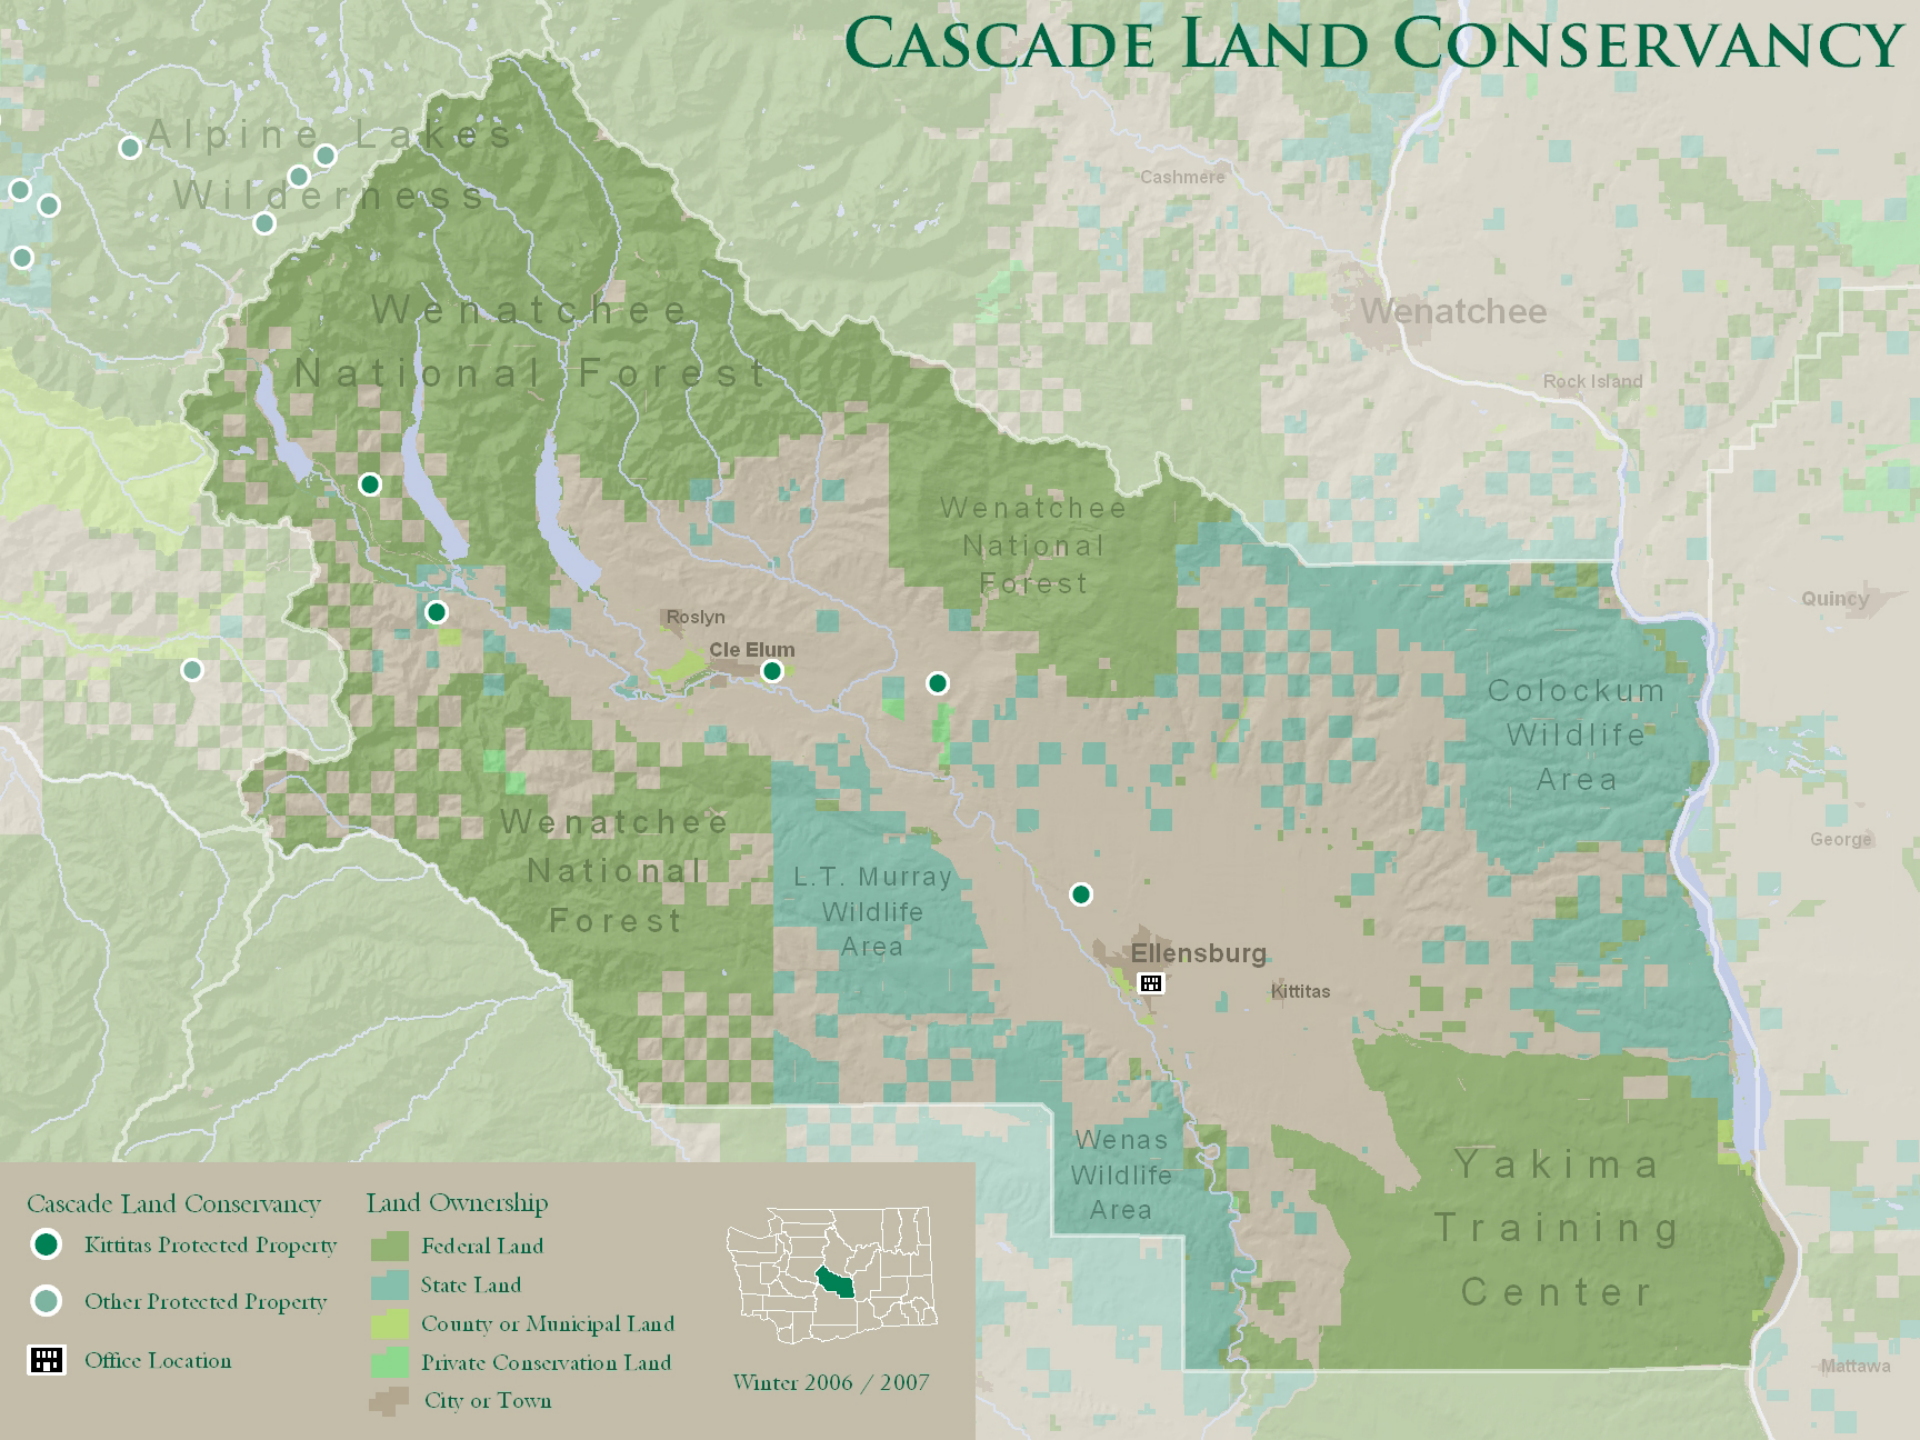 CASCADE LAND CONSERVANCY
Alpine Lakes
Wilderness
Cashmere
Wenatchee
National Forest
Wenatchee
Rock Island
Wenatchee
National
Forest
Quincy
Roslyn
Cle Elum
Colockum
Wildlife
Area
Wenatchee
National
Forest
George
L.T. Murray
Wildlife
Area
Ellensburg
Kittitas
Wenas
Wildlife
Area
Yakima
Training
Center
Mattawa
Cascade Land Conservancy
Kittitas Protected Property
Other Protected Property
Office Location
Land Ownership
Federal Land
State Land
County or Municipal Land
Private Conservation Land
City or Town
Winter 2006 / 2007